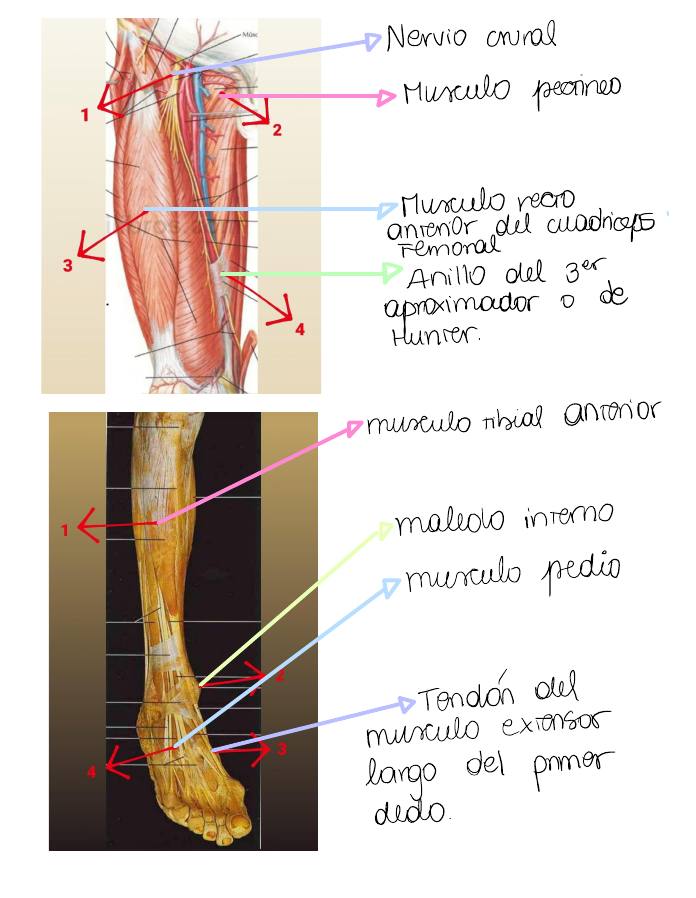 Músc
Nervio crural
1
2
Musculo pectineo
Musculo recto
anterior del cuadriceps
Femoral
3
Anillo del 3er
aproximador o de
Hunter.
4
musculo tibial anterior
1
maleolo interno
musculo pedio
2
Tendón del
musculo extensor
largo del primer
dedo.
3
4